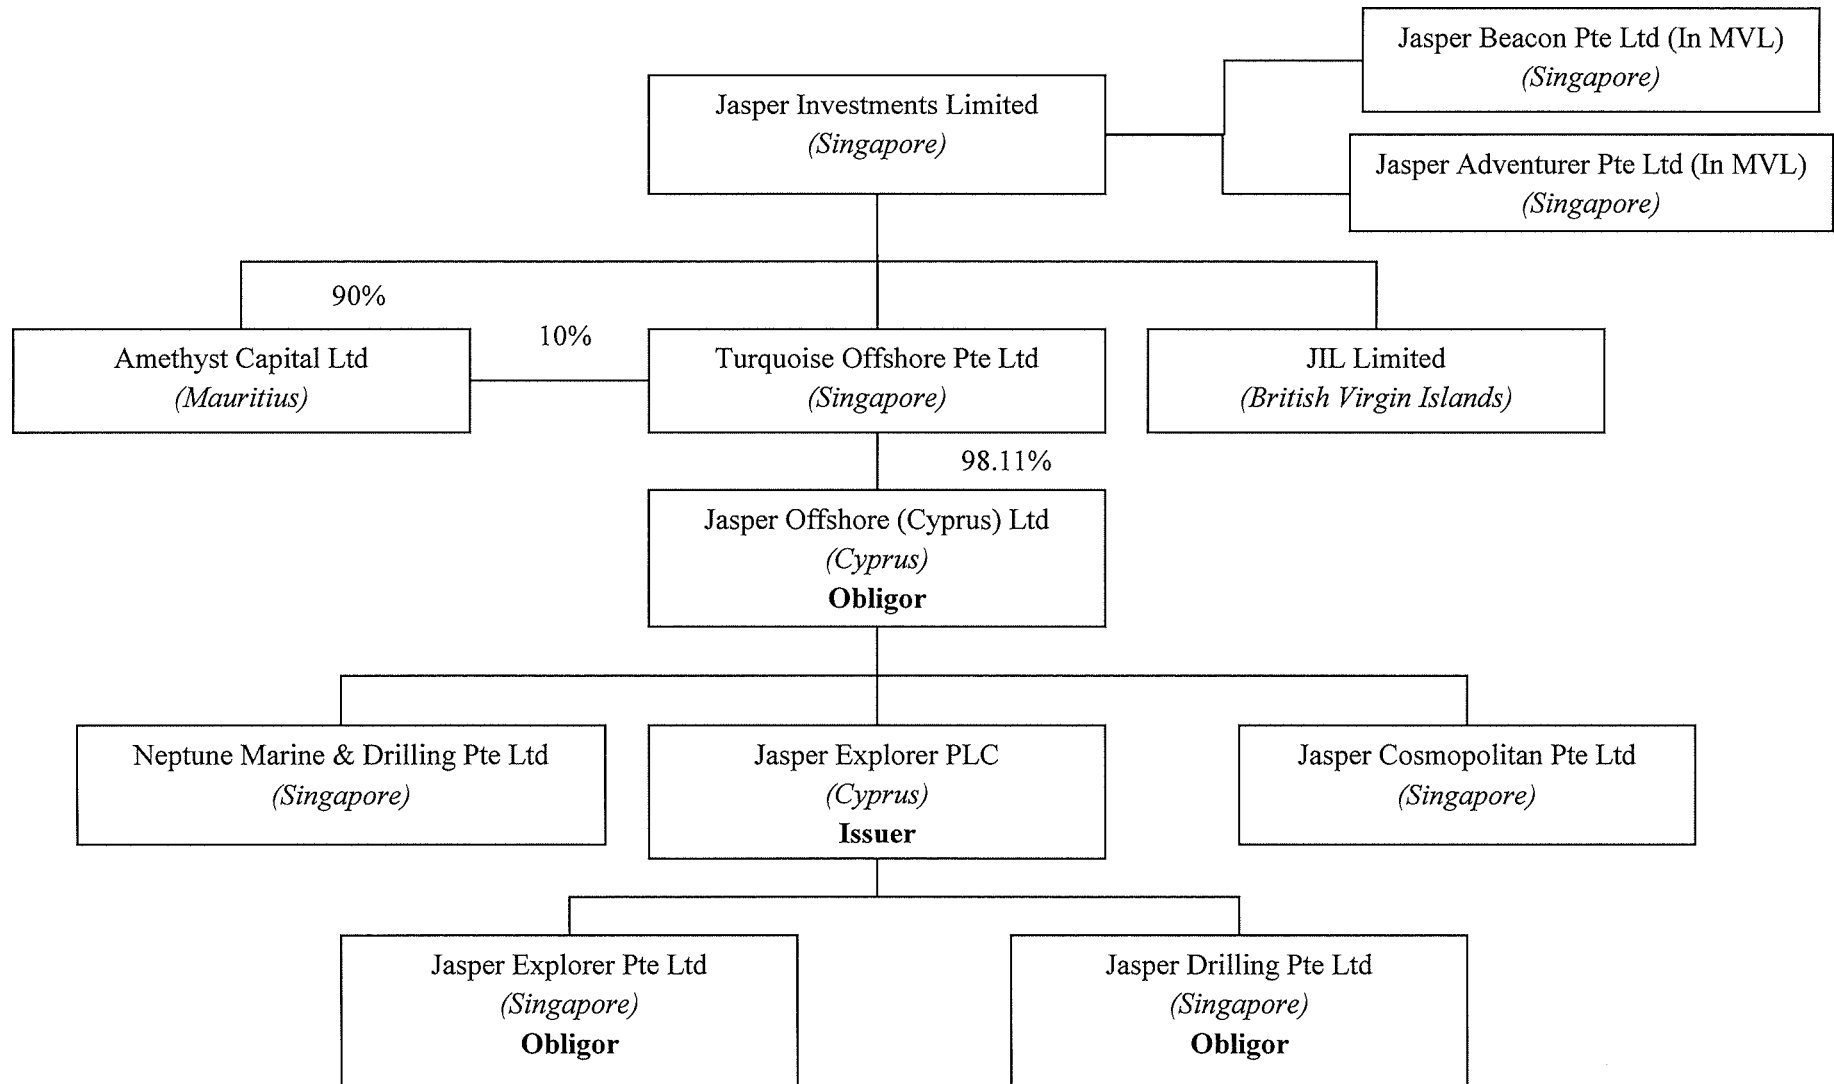 Jasper Beacon Pte Ltd (In MVL)
(Singapore)
Jasper Investments Limited
(Singapore)
Jasper Adventurer Pte Ltd (In MVL)
(Singapore)
90%
10%
Amethyst Capital Ltd
(Mauritius)
Turquoise Offshore Pte Ltd
(Singapore)
JIL Limited
(British Virgin Islands)
98.11%
Jasper Offshore (Cyprus) Ltd
(Cyprus)
Obligor
Neptune Marine & Drilling Pte Ltd
(Singapore)
Jasper Explorer PLC
(Cyprus)
Issuer
Jasper Cosmopolitan Pte Ltd
(Singapore)
Jasper Explorer Pte Ltd
(Singapore)
Obligor
Jasper Drilling Pte Ltd
(Singapore)
Obligor